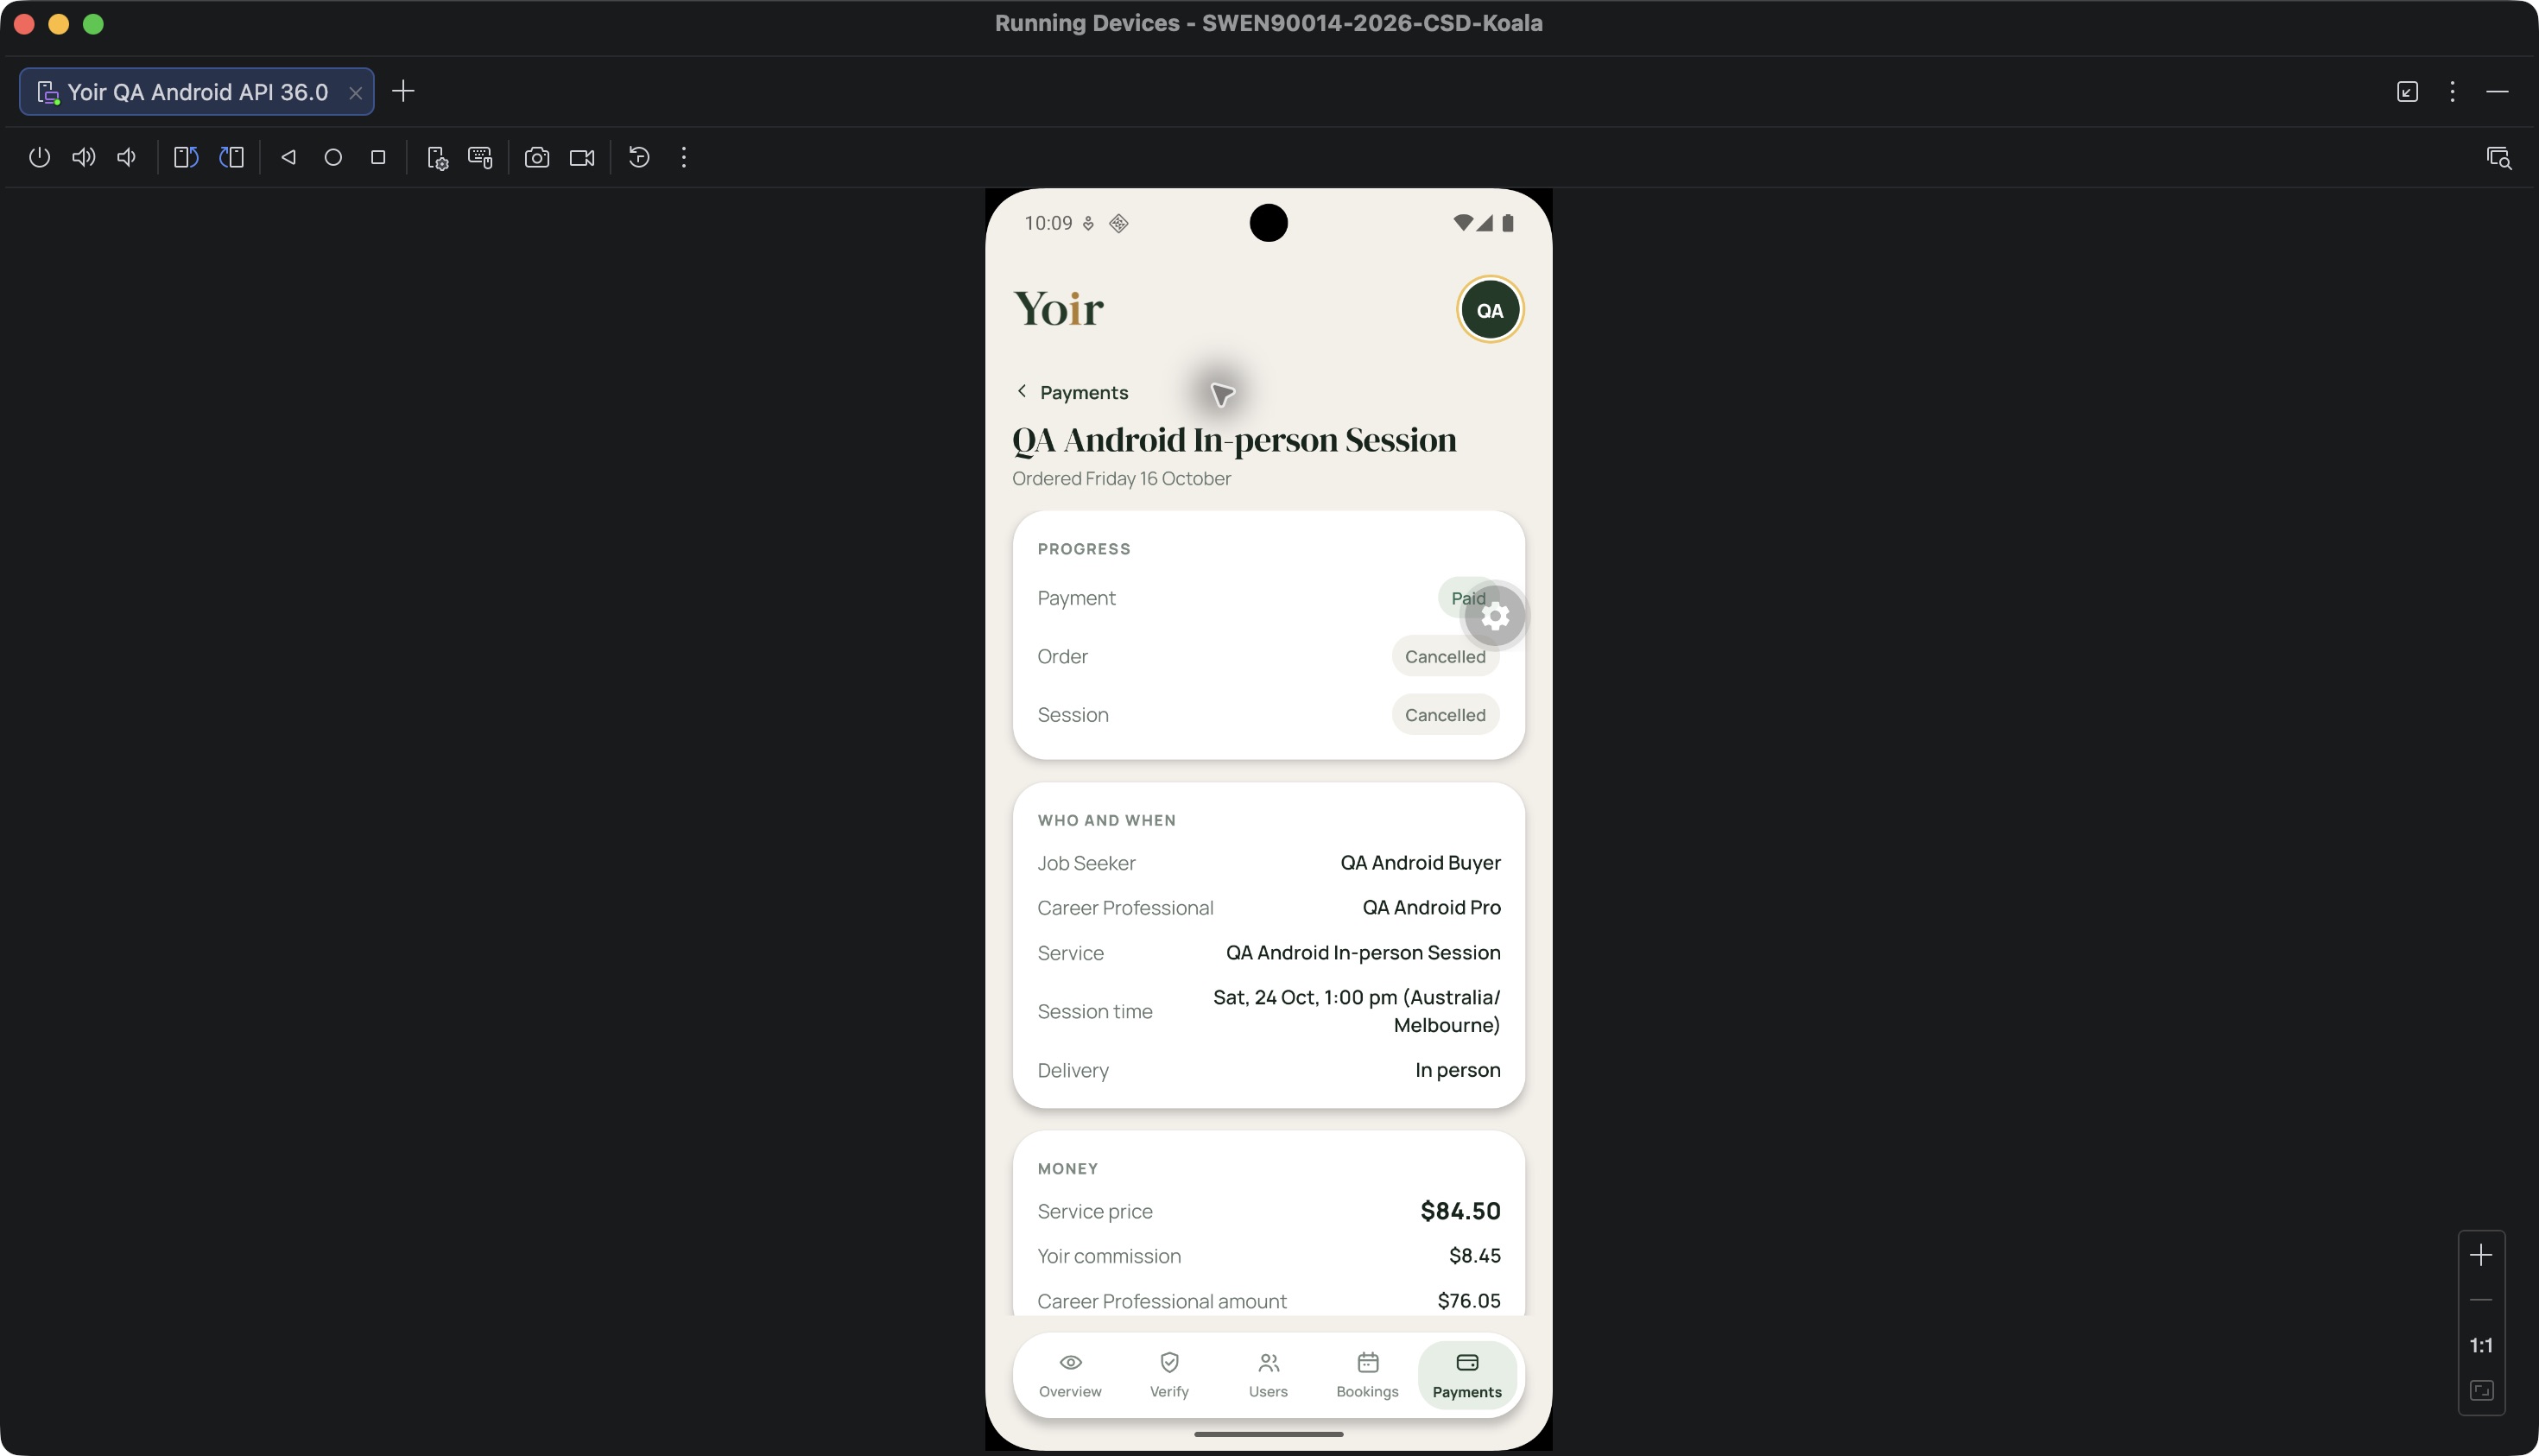 Running Devices - SWEN90014-2026-CSD-Koala
Yoir QA Android API 36.0
10:09
Yoir
QA
Payments
QA Android In-person Session
Ordered Friday 16 October
PROGRESS
Payment
Paid
Order
Cancelled
Session
Cancelled
WHO AND WHEN
Job Seeker
QA Android Buyer
Career Professional
QA Android Pro
Service
QA Android In-person Session
Session time
Sat, 24 Oct, 1:00 pm (Australia/
Melbourne)
Delivery
In person
MONEY
Service price
$84.50
Yoir commission
$8.45
Career Professional amount
$76.05
Overview
Verify
Users
Bookings
Payments
1:1